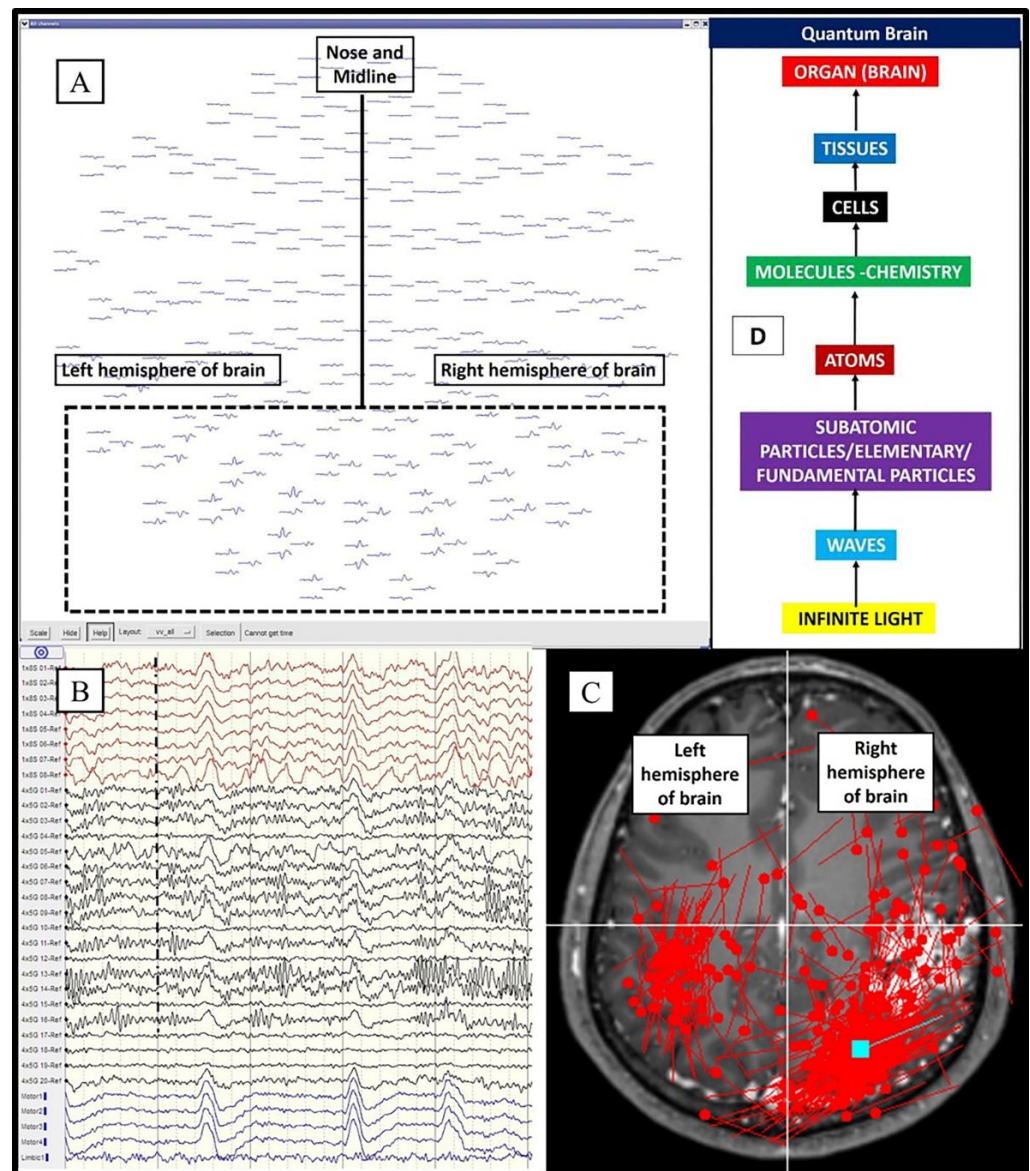 All channels
A
Nose and
Midline
Left hemisphere of brain
Right hemisphere of brain
Scale Hide Help Layout: vv_all Selection Cannot get time
Quantum Brain
ORGAN (BRAIN)
TISSUES
CELLS
MOLECULES -CHEMISTRY
D
ATOMS
SUBATOMIC
PARTICLES/ELEMENTARY/
FUNDAMENTAL PARTICLES
WAVES
INFINITE LIGHT
B
1x8S 01-Ref
1x8S 02-Ref
1x8S 03-Ref
1x8S 04-Ref
1x8S 05-Ref
1x8S 06-Ref
1x8S 07-Ref
1x8S 08-Ref
4x5G 01-Ref
4x5G 02-Ref
4x5G 03-Ref
4x5G 04-Ref
4x5G 05-Ref
4x5G 06-Ref
4x5G 07-Ref
4x5G 08-Ref
4x5G 09-Ref
4x5G 10-Ref
4x5G 11-Ref
4x5G 12-Ref
4x5G 13-Ref
4x5G 14-Ref
4x5G 15-Ref
4x5G 16-Ref
4x5G 17-Ref
4x5G 18-Ref
4x5G 19-Ref
4x5G 20-Ref
Motor1
Motor2
Motor3
Motor4
Limbic1
C
Left
hemisphere
of brain
Right
hemisphere
of brain